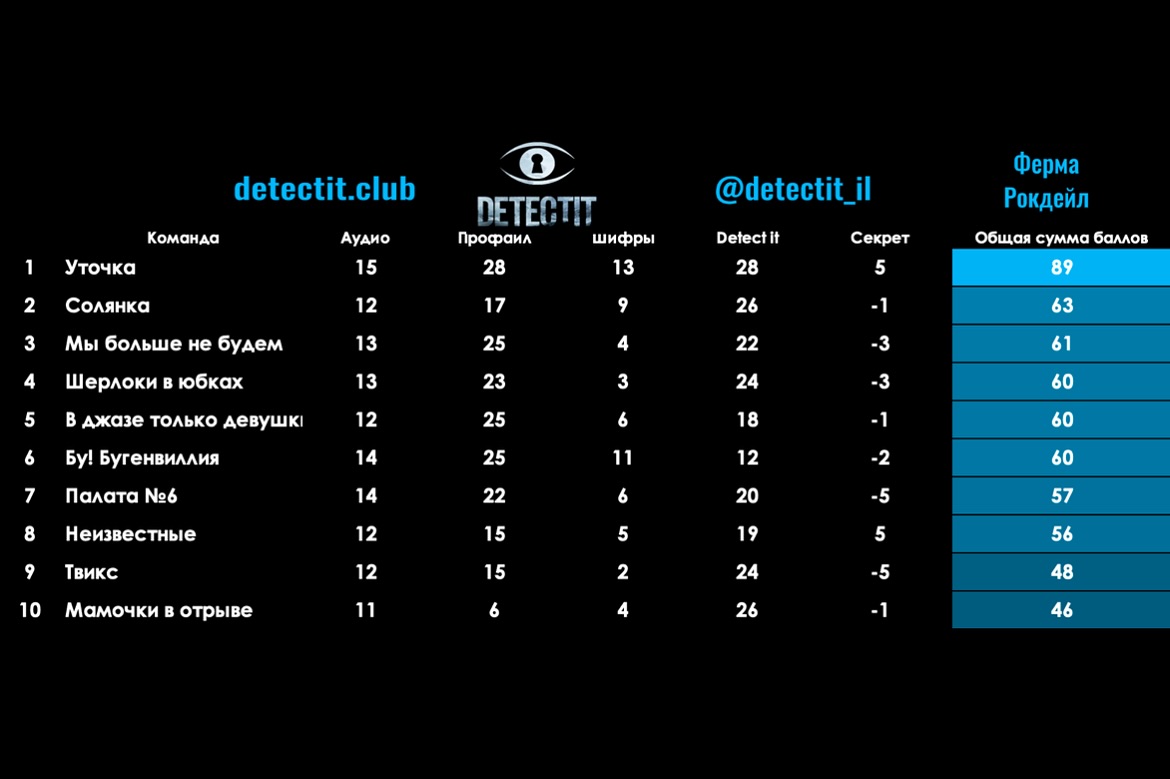 detectit.club
DETECTIT
@detectit_il
Ферма
Рокдейл
Команда Аудио Профаил шифры Detect it Секрет Общая сумма баллов
1 Уточка 15 28 13 28 5 89
2 Солянка 12 17 9 26 -1 63
3 Мы больше не будем 13 25 4 22 -3 61
4 Шерлоки в юбках 13 23 3 24 -3 60
5 В джазе только девушки 12 25 6 18 -1 60
6 Бу! Бугенвиллия 14 25 11 12 -2 60
7 Палата №6 14 22 6 20 -5 57
8 Неизвестные 12 15 5 19 5 56
9 Твикс 12 15 2 24 -5 48
10 Мамочки в отрыве 11 6 4 26 -1 46